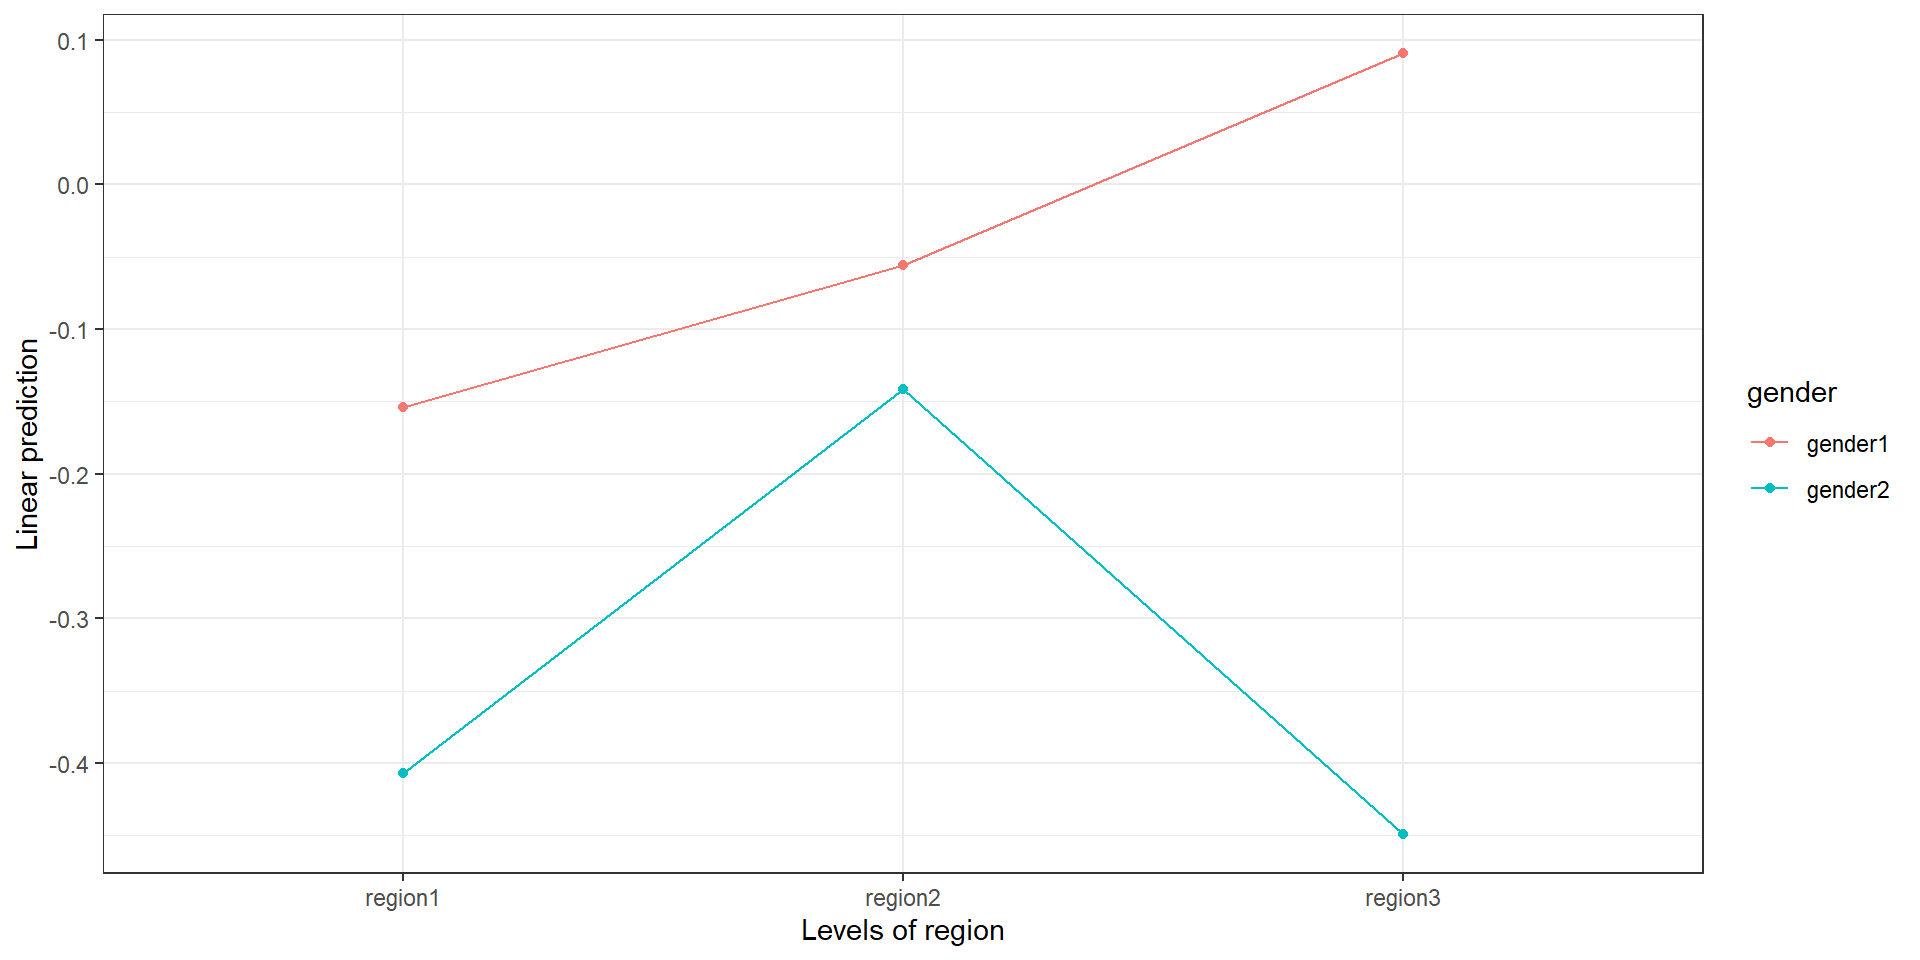 Linear prediction
0.1
0.0
-0.1
-0.2
-0.3
-0.4
region1
region2
region3
Levels of region
gender
gender1
gender2